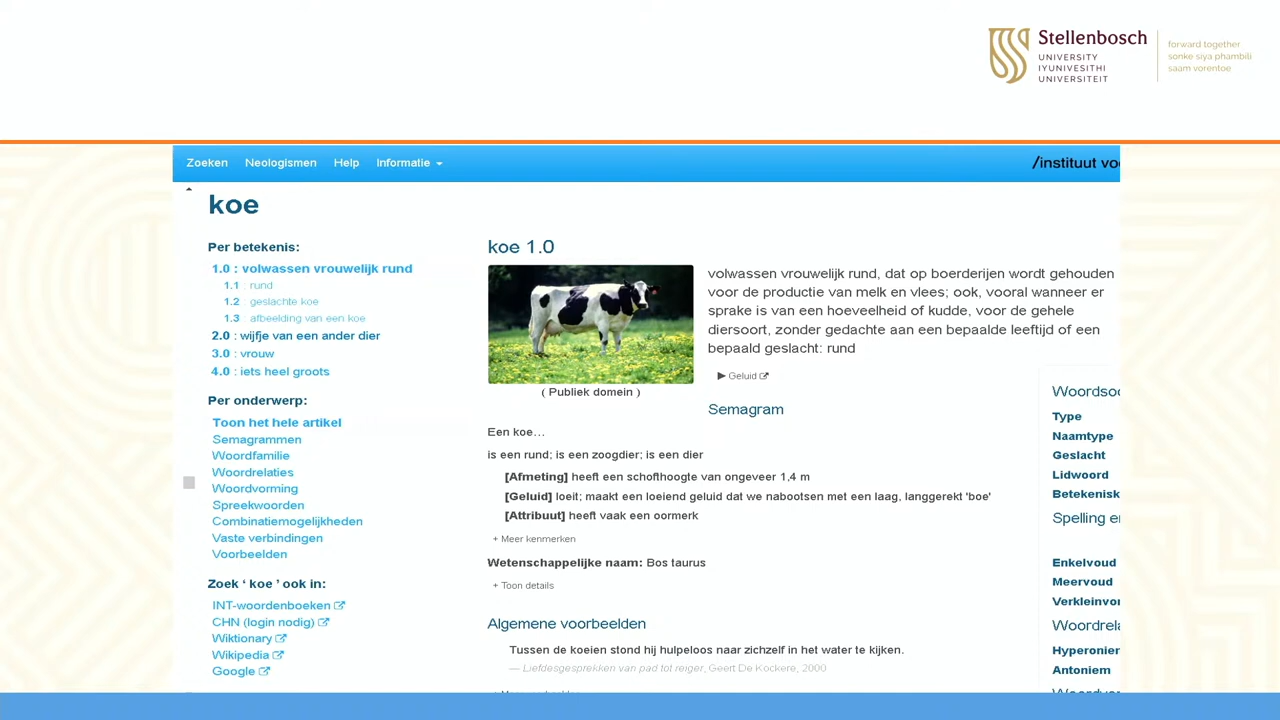 Stellenbosch
UNIVERSITY
IYUNIVESITHI
UNIVERSITEIT
forward together
sonke siya phambili
saam vorentoe
Zoeken Neologismen Help Informatie
/instituut vo
koe
Per betekenis:
1.0 : volwassen vrouwelijk rund
1.1 : rund
1.2 : geslachte koe
1.3 : afbeelding van een koe
2.0 : wijfje van een ander dier
3.0 : vrouw
4.0 : iets heel groots
Per onderwerp:
Toon het hele artikel
Semagrammen
Woordfamilie
Woordrelaties
Woordvorming
Spreekwoorden
Combinatiemogelijkheden
Vaste verbindingen
Voorbeelden
Zoek ‘ koe ’ ook in:
INT-woordenboeken
CHN (login nodig)
Wiktionary
Wikipedia
Google
koe 1.0
( Publiek domein )
volwassen vrouwelijk rund, dat op boerderijen wordt gehouden
voor de productie van melk en vlees; ook, vooral wanneer er
sprake is van een hoeveelheid of kudde, voor de gehele
diersoort, zonder gedachte aan een bepaalde leeftijd of een
bepaald geslacht: rund
Geluid
Semagram
Een koe…
is een rund; is een zoogdier; is een dier
[Afmeting] heeft een schofthoogte van ongeveer 1,4 m
[Geluid] loeit; maakt een loeiend geluid dat we nabootsen met een laag, langgerekt 'boe'
[Attribuut] heeft vaak een oormerk
+ Meer kenmerken
Wetenschappelijke naam: Bos taurus
+ Toon details
Algemene voorbeelden
Tussen de koeien stond hij hulpeloos naar zichzelf in het water te kijken.
— Liefdesgesprekken van pad tot reiger, Geert De Kockere, 2000
Woordsoo
Type
Naamtype
Geslacht
Lidwoord
Betekenisk
Spelling e
Enkelvoud
Meervoud
Verkleinvo
Woordrela
Hyperonie
Antoniem